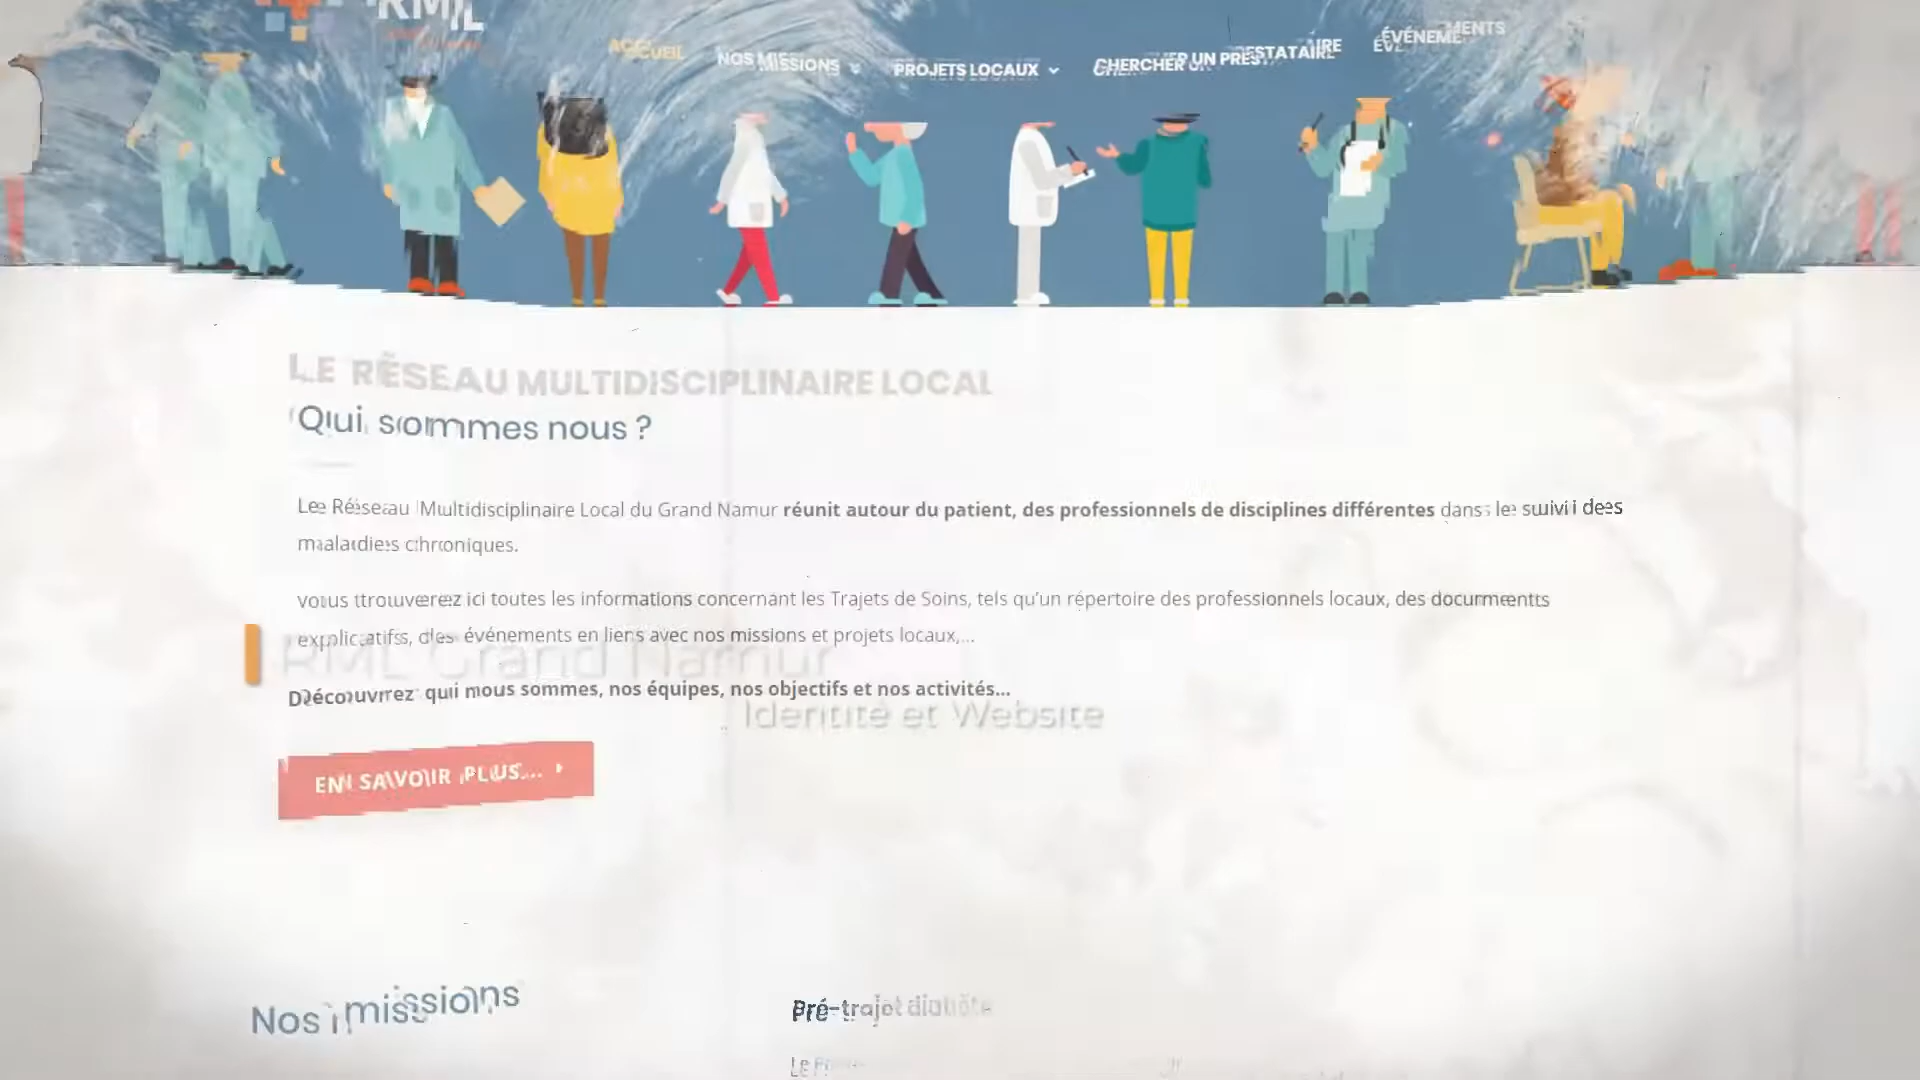 RML
ACCUEIL
NOS MISSIONS
PROJETS LOCAUX
CHERCHER UN PRESTATAIRE
ÉVÉNEMENTS
LE RÉSEAU MULTIDISCIPLINAIRE LOCAL
Qui sommes nous ?
Le Réseau Multidisciplinaire Local du Grand Namur réunit autour du patient, des professionnels de disciplines différentes dans le suivi des
maladies chroniques.
vous trouverez ici toutes les informations concernant les Trajets de Soins, tels qu'un répertoire des professionnels locaux, des documents
explicatifs, des événements en liens avec nos missions et projets locaux,...
RML Grand Namur
Découvrez qui nous sommes, nos équipes, nos objectifs et nos activités...
Identité et Website
EN SAVOIR PLUS...
Nos missions
Pré-trajet diabète
Le